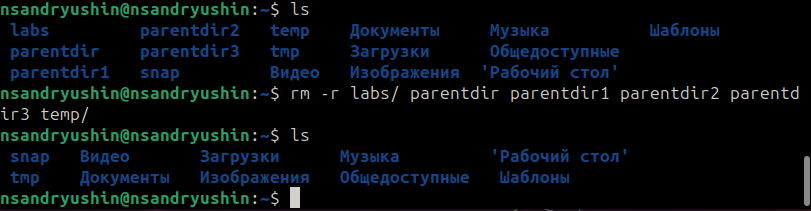 nsandryushin@nsandryushin:~$ ls
labs parentdir2 temp Документы Музыка Шаблоны
parentdir parentdir3 tmp Загрузки Общедоступные
parentdir1 snap Видео Изображения 'Рабочий стол'
nsandryushin@nsandryushin:~$ rm -r labs/ parentdir parentdir1 parentdir2 parentd
ir3 temp/
nsandryushin@nsandryushin:~$ ls
snap Видео Загрузки Музыка 'Рабочий стол'
tmp Документы Изображения Общедоступные Шаблоны
nsandryushin@nsandryushin:~$